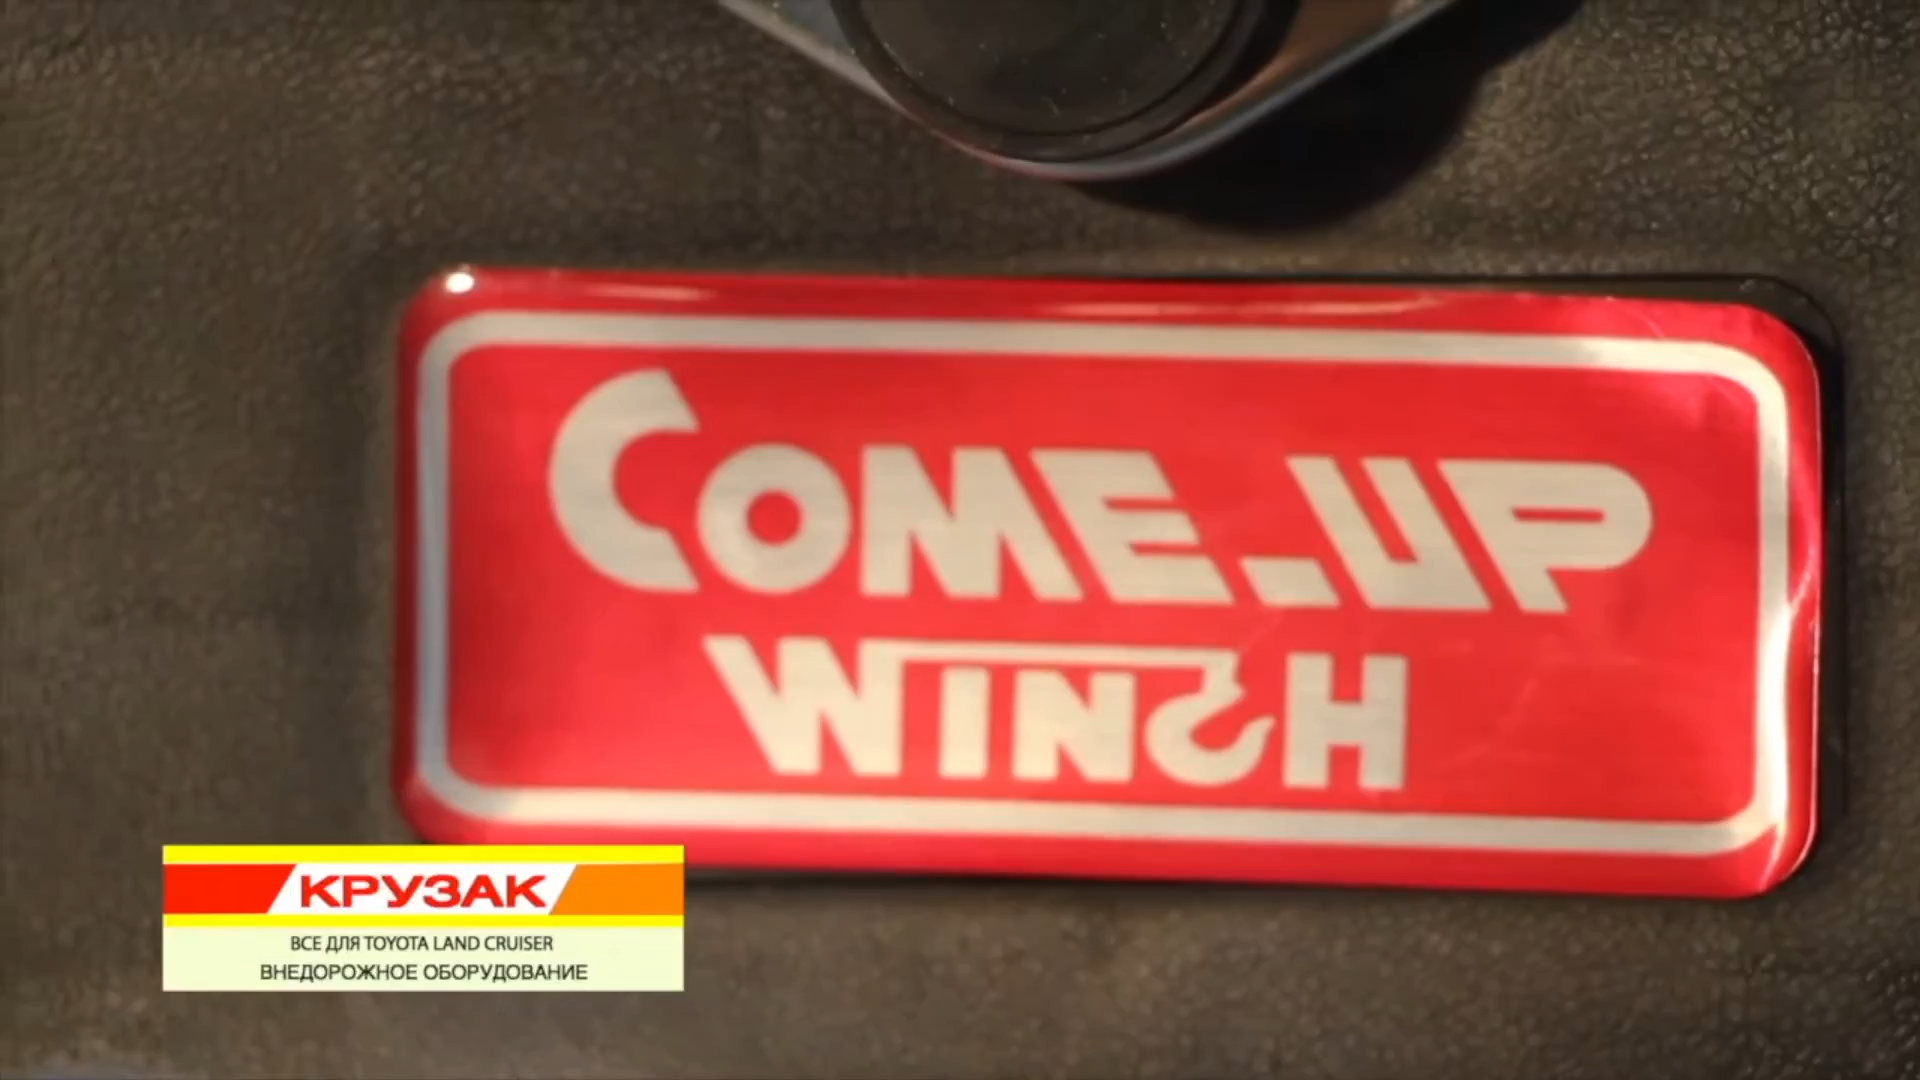 COME-UP
WINCH
КРУЗАК
ВСЕ ДЛЯ TOYOTA LAND CRUISER
ВНЕДОРОЖНОЕ ОБОРУДОВАНИЕ